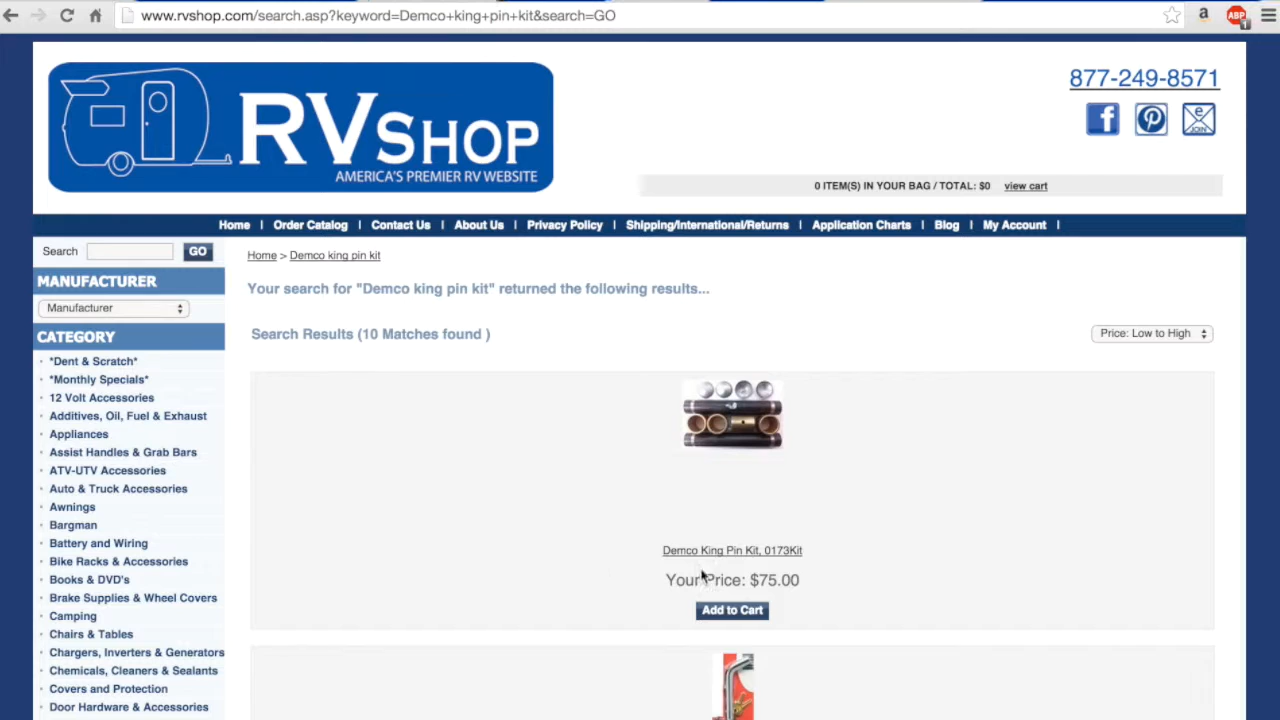 www.rvshop.com/search.asp?keyword=Demco+king+pin+kit&search=GO
a
ABP
1
RVSHOP
AMERICA'S PREMIER RV WEBSITE
877-249-8571
f
e
JOIN
0 ITEM(S) IN YOUR BAG / TOTAL: $0 view cart
Home | Order Catalog | Contact Us | About Us | Privacy Policy | Shipping/International/Returns | Application Charts | Blog | My Account |
Search GO
Home > Demco king pin kit
MANUFACTURER
Manufacturer
CATEGORY
*Dent & Scratch*
*Monthly Specials*
12 Volt Accessories
Additives, Oil, Fuel & Exhaust
Appliances
Assist Handles & Grab Bars
ATV-UTV Accessories
Auto & Truck Accessories
Awnings
Bargman
Battery and Wiring
Bike Racks & Accessories
Books & DVD's
Brake Supplies & Wheel Covers
Camping
Chairs & Tables
Chargers, Inverters & Generators
Chemicals, Cleaners & Sealants
Covers and Protection
Door Hardware & Accessories
Your search for "Demco king pin kit" returned the following results...
Search Results (10 Matches found )
Price: Low to High
Demco King Pin Kit, 0173Kit
Your Price: $75.00
Add to Cart